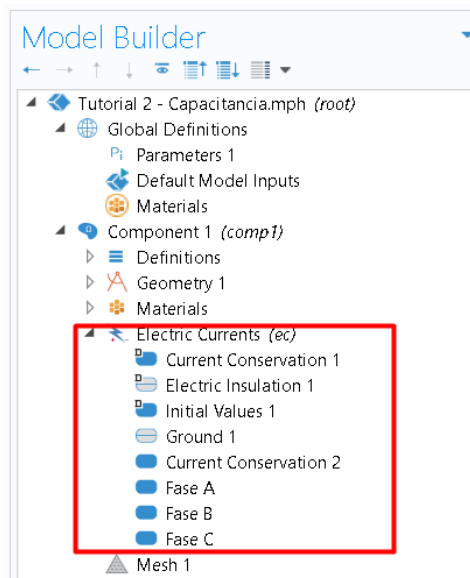 Model Builder
Tutorial 2 - Capacitancia.mph (root)
Global Definitions
Pi Parameters 1
Default Model Inputs
Materials
Component 1 (comp1)
Definitions
Geometry 1
Materials
Electric Currents (ec)
D Current Conservation 1
D Electric Insulation 1
D Initial Values 1
Ground 1
Current Conservation 2
Fase A
Fase B
Fase C
Mesh 1